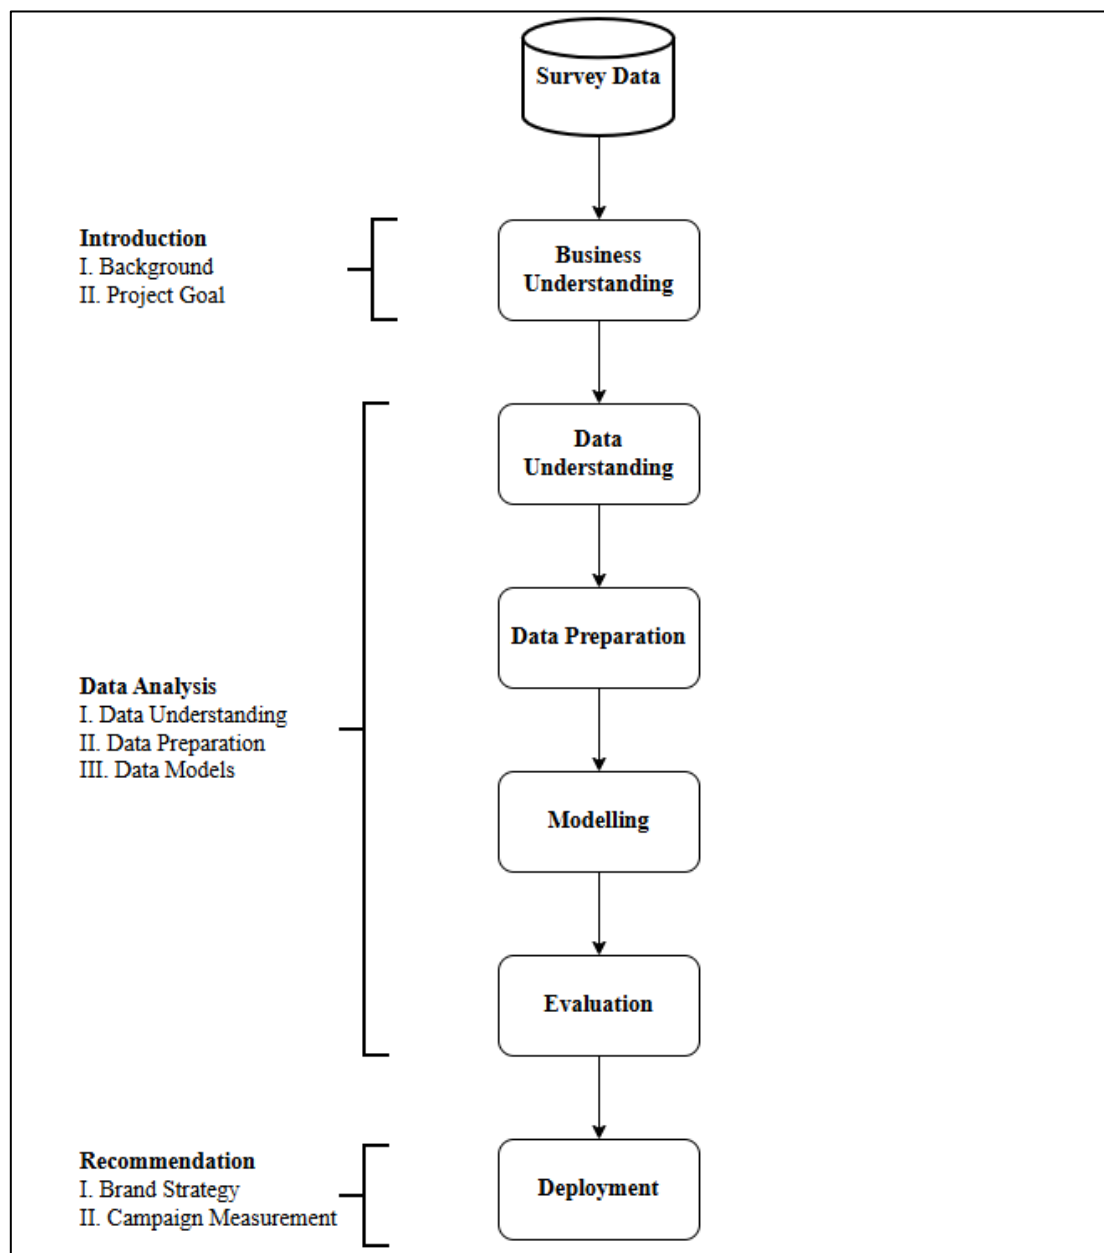 Survey Data
Introduction
I. Background
II. Project Goal
Business
Understanding
Data
Understanding
Data Preparation
Data Analysis
I. Data Understanding
II. Data Preparation
III. Data Models
Modelling
Evaluation
Recommendation
I. Brand Strategy
II. Campaign Measurement
Deployment